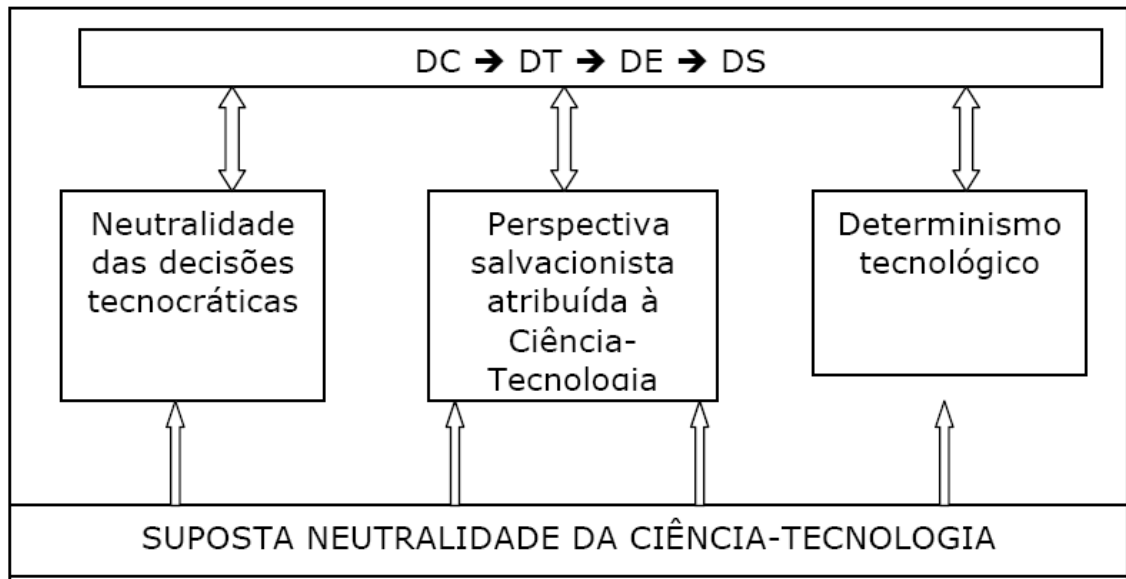 DC ➔ DT ➔ DE ➔ DS
Neutralidade
das decisões
tecnocráticas
Perspectiva
salvacionista
atribuída à
Ciência-
Tecnologia
Determinismo
tecnológico
SUPOSTA NEUTRALIDADE DA CIÊNCIA-TECNOLOGIA